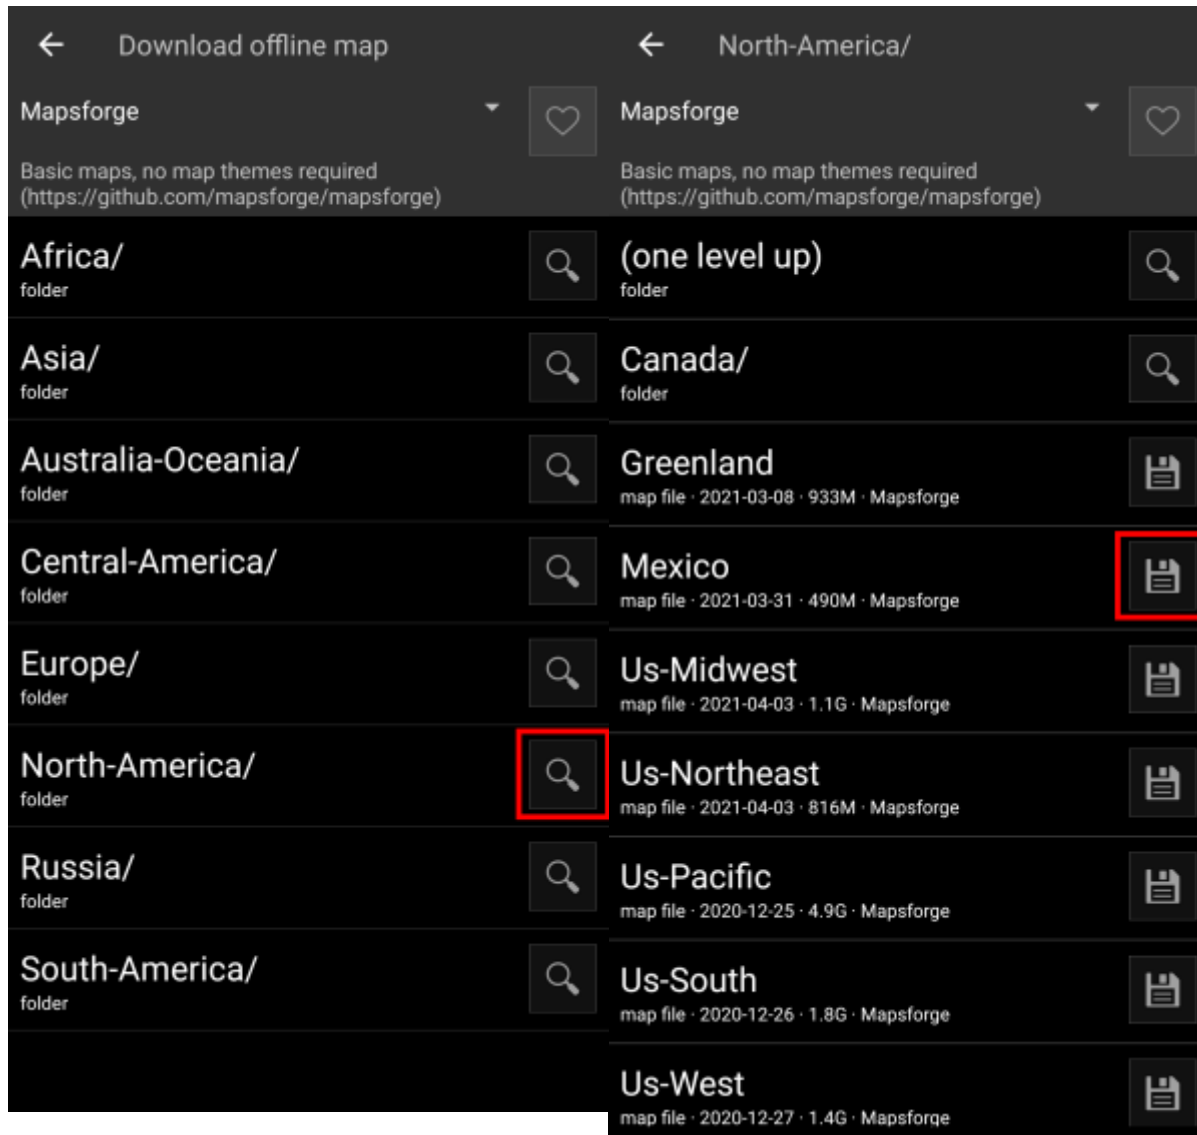 Download offline map
Mapsforge
Basic maps, no map themes required
(https://github.com/mapsforge/mapsforge)
Africa/
folder
Asia/
folder
Australia-Oceania/
folder
Central-America/
folder
Europe/
folder
North-America/
folder
Russia/
folder
South-America/
folder
North-America/
Mapsforge
Basic maps, no map themes required
(https://github.com/mapsforge/mapsforge)
(one level up)
folder
Canada/
folder
Greenland
map file · 2021-03-08 · 933M · Mapsforge
Mexico
map file · 2021-03-31 · 490M · Mapsforge
Us-Midwest
map file · 2021-04-03 · 1.1G · Mapsforge
Us-Northeast
map file · 2021-04-03 · 816M · Mapsforge
Us-Pacific
map file · 2020-12-25 · 4.9G · Mapsforge
Us-South
map file · 2020-12-26 · 1.8G · Mapsforge
Us-West
map file · 2020-12-27 · 1.4G · Mapsforge